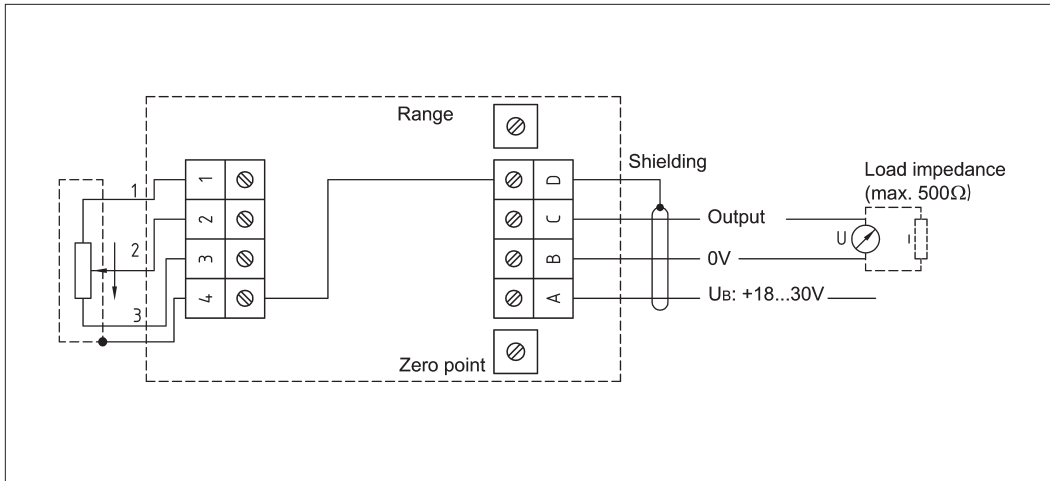 Range
Shielding
Load impedance
(max. 500Ω)
1
2
3
1
2
3
4
D
C
B
A
Output
0V
UB: +18...30V
U
I
Zero point